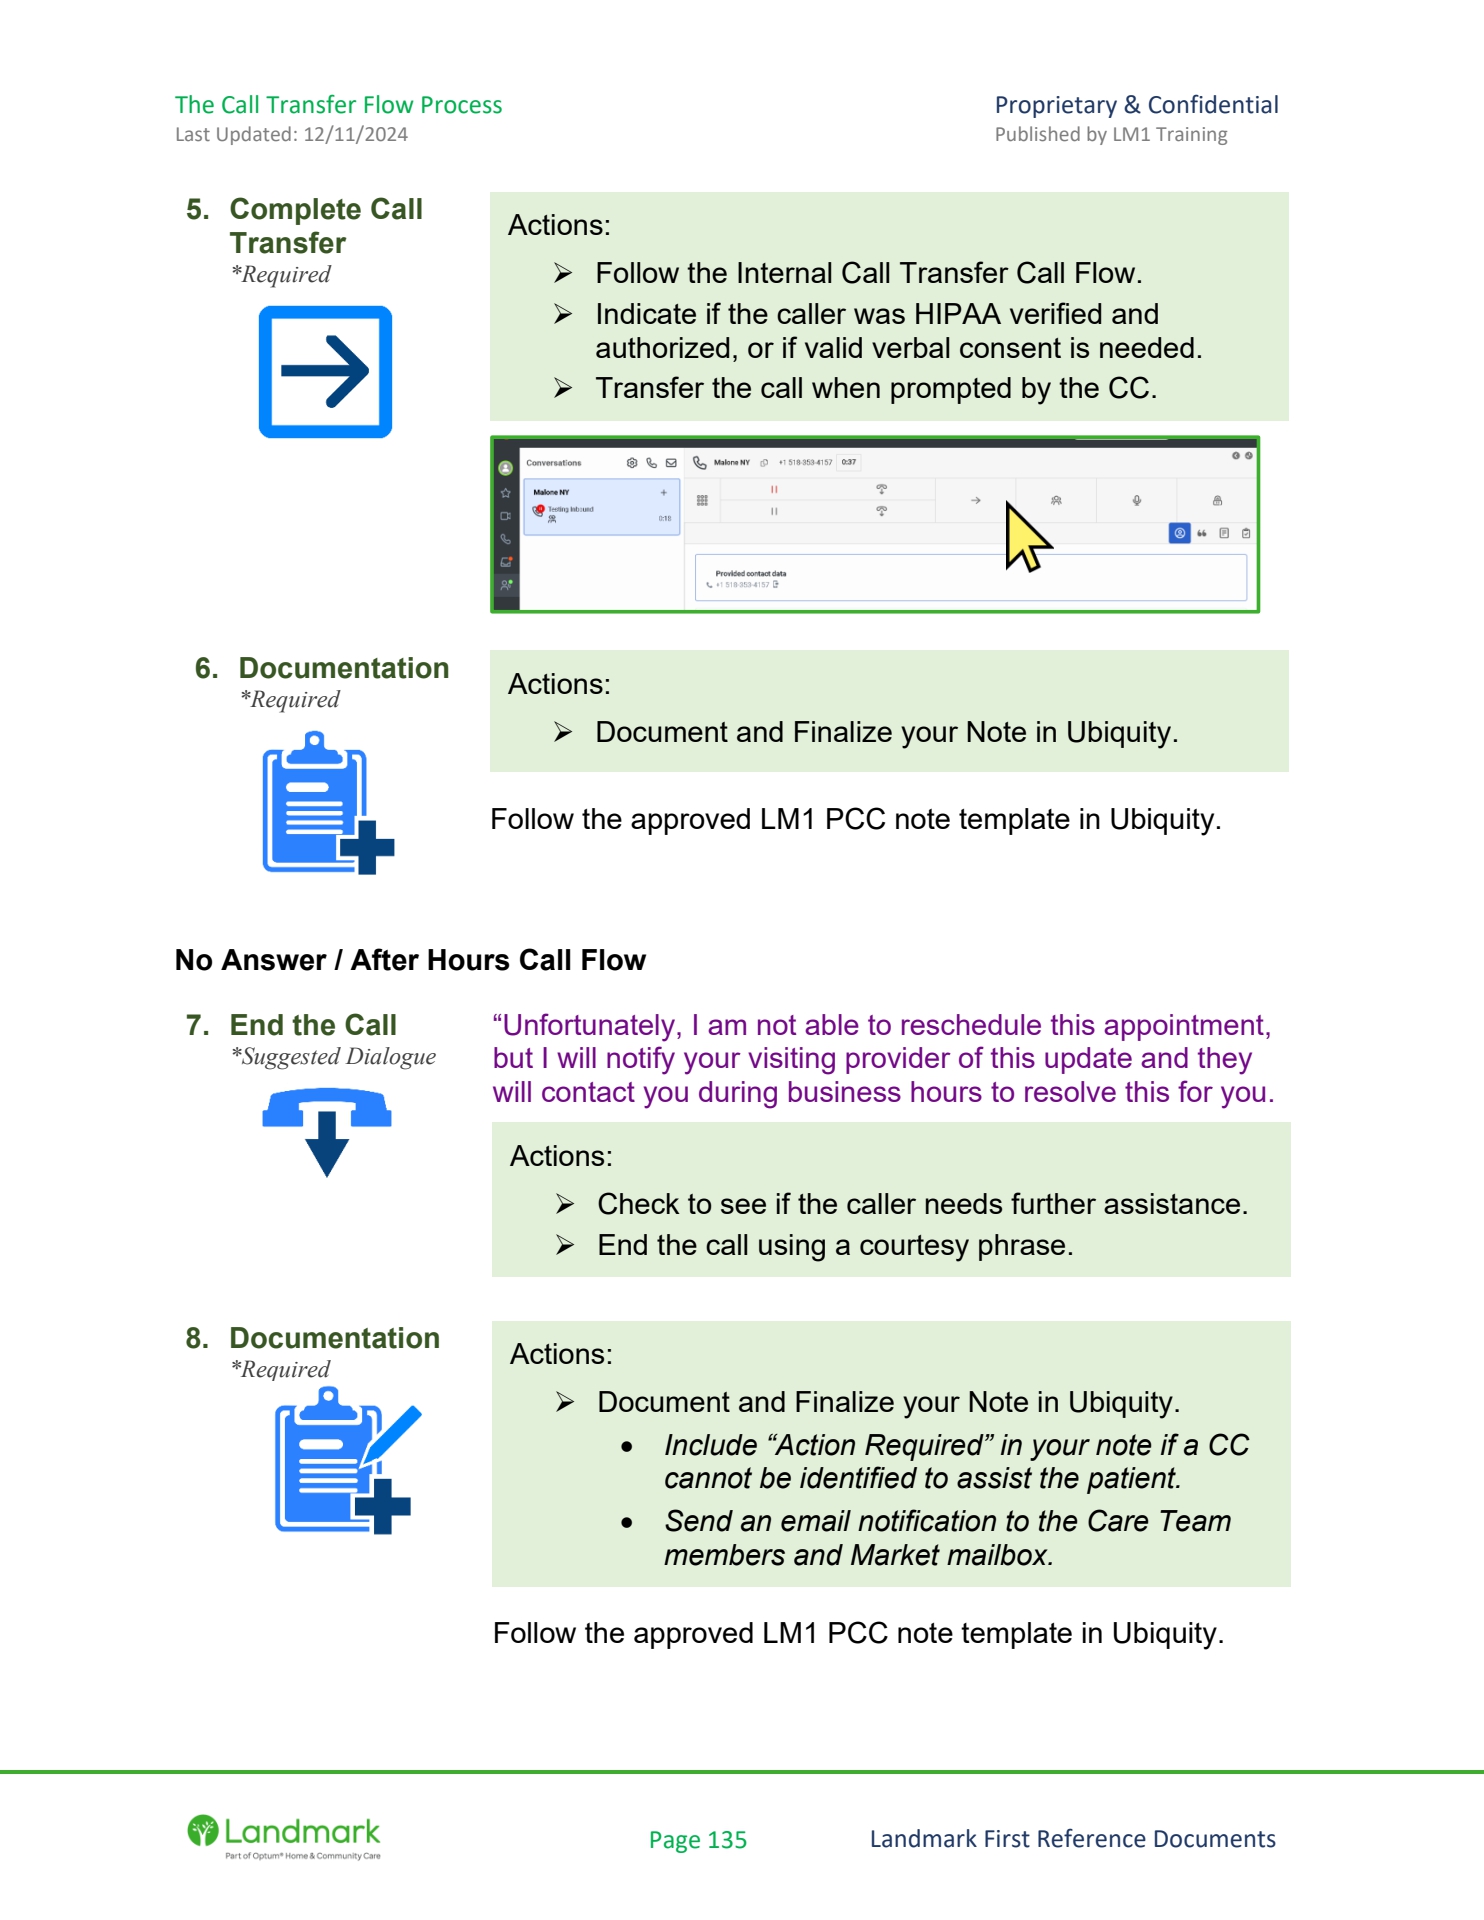 The Call Transfer Flow Process
Proprietary & Confidential
Last Updated: 12/11/2024
Published by LM1 Training
5. Complete Call
Transfer
*Required
Actions:
➢ Follow the Internal Call Transfer Call Flow.
➢ Indicate if the caller was HIPAA verified and
authorized, or if valid verbal consent is needed.
➢ Transfer the call when prompted by the CC.
Conversations
Malone NY
+1 518-353-4157
0:37
Malone NY
Testing Inbound
0:18
Provided contact data
+1 518-353-4157
6. Documentation
*Required
Actions:
➢ Document and Finalize your Note in Ubiquity.
Follow the approved LM1 PCC note template in Ubiquity.
No Answer / After Hours Call Flow
7. End the Call
*Suggested Dialogue
“Unfortunately, I am not able to reschedule this appointment,
but I will notify your visiting provider of this update and they
will contact you during business hours to resolve this for you.
Actions:
➢ Check to see if the caller needs further assistance.
➢ End the call using a courtesy phrase.
8. Documentation
*Required
Actions:
➢ Document and Finalize your Note in Ubiquity.
• Include “Action Required” in your note if a CC
cannot be identified to assist the patient.
• Send an email notification to the Care Team
members and Market mailbox.
Follow the approved LM1 PCC note template in Ubiquity.
Landmark
Part of Optum® Home & Community Care
Page 135
Landmark First Reference Documents